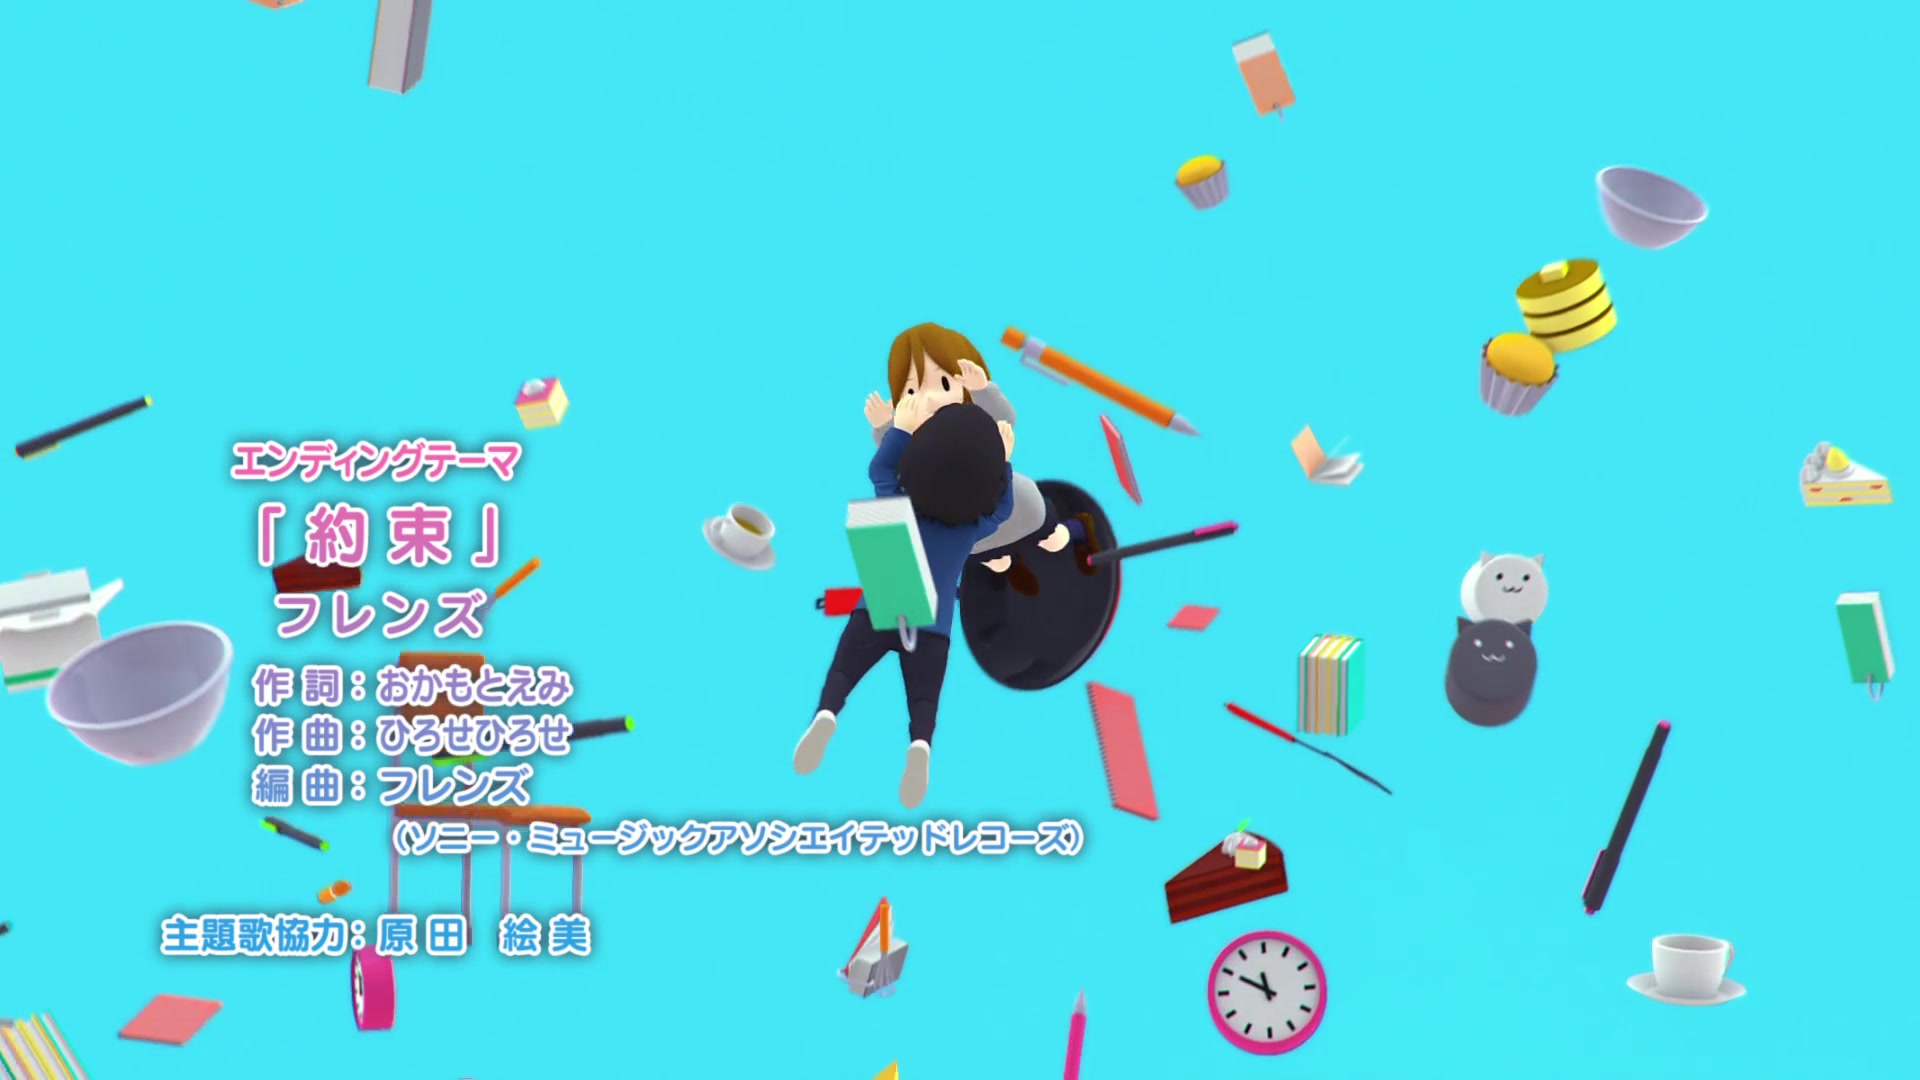 エンディングテーマ
「約束」
フレンズ
作詞：おかもとえみ
作曲：ひろせひろせ
編曲：フレンズ
（ソニー・ミュージックアソシエイテッドレコーズ）
主題歌協力：原田 絵美